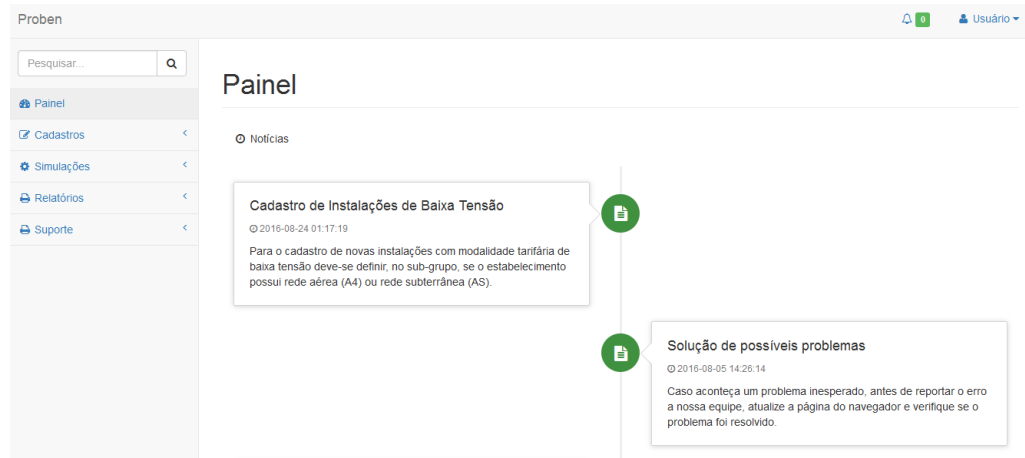 Proben
0
Usuário
Pesquisar...
Painel
Cadastros
Simulações
Relatórios
Suporte
Painel
Notícias
Cadastro de Instalações de Baixa Tensão
2016-08-24 01:17:19
Para o cadastro de novas instalações com modalidade tarifária de
baixa tensão deve-se definir, no sub-grupo, se o estabelecimento
possui rede aérea (A4) ou rede subterrânea (AS).
Solução de possíveis problemas
2016-08-05 14:26:14
Caso aconteça um problema inesperado, antes de reportar o erro
a nossa equipe, atualize a página do navegador e verifique se o
problema foi resolvido.